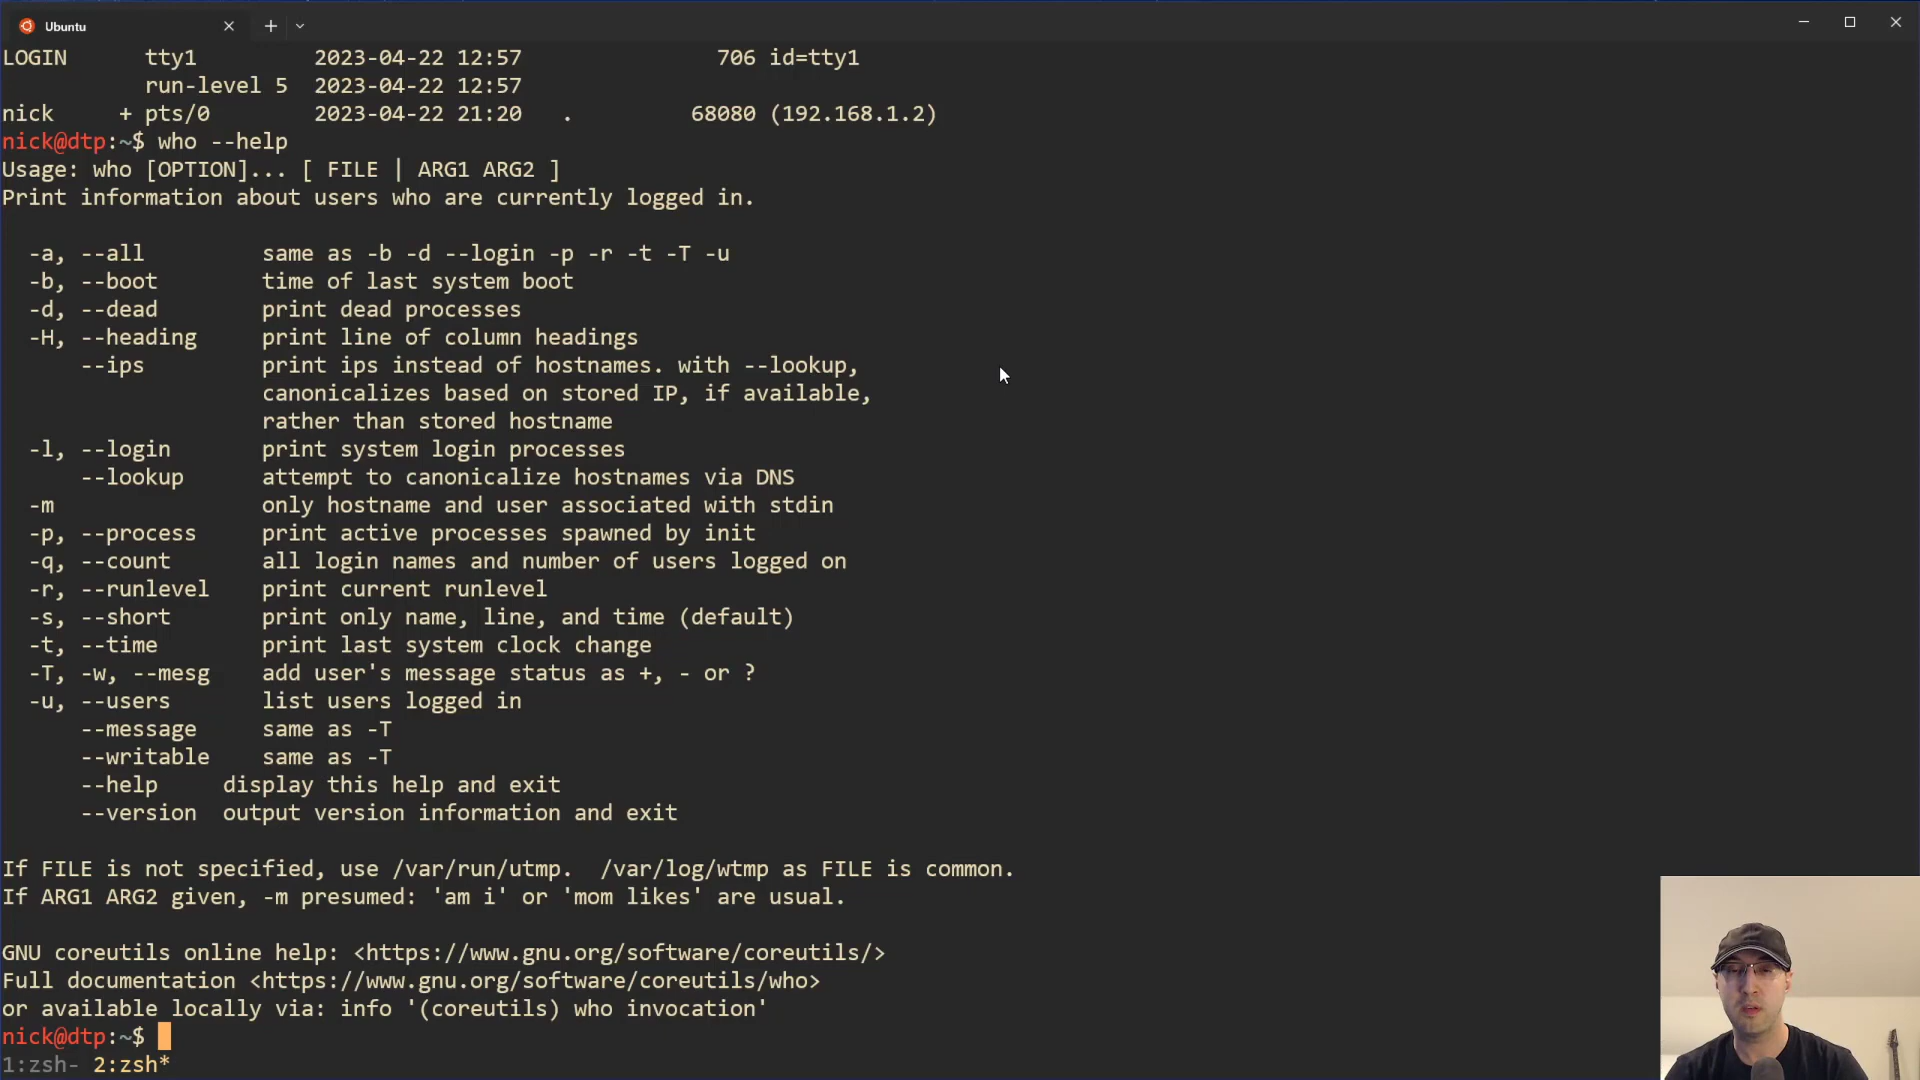 Ubuntu
LOGIN      tty1         2023-04-22 12:57               706 id=tty1
           run-level 5  2023-04-22 12:57
nick     + pts/0        2023-04-22 21:20   .         68080 (192.168.1.2)
nick@dtp:~$ who --help
Usage: who [OPTION]... [ FILE | ARG1 ARG2 ]
Print information about users who are currently logged in.

  -a, --all         same as -b -d --login -p -r -t -T -u
  -b, --boot        time of last system boot
  -d, --dead        print dead processes
  -H, --heading     print line of column headings
      --ips         print ips instead of hostnames. with --lookup,
                    canonicalizes based on stored IP, if available,
                    rather than stored hostname
  -l, --login       print system login processes
      --lookup      attempt to canonicalize hostnames via DNS
  -m                only hostname and user associated with stdin
  -p, --process     print active processes spawned by init
  -q, --count       all login names and number of users logged on
  -r, --runlevel    print current runlevel
  -s, --short       print only name, line, and time (default)
  -t, --time        print last system clock change
  -T, -w, --mesg    add user's message status as +, - or ?
  -u, --users       list users logged in
      --message     same as -T
      --writable    same as -T
      --help     display this help and exit
      --version  output version information and exit

If FILE is not specified, use /var/run/utmp.  /var/log/wtmp as FILE is common.
If ARG1 ARG2 given, -m presumed: 'am i' or 'mom likes' are usual.

GNU coreutils online help: <https://www.gnu.org/software/coreutils/>
Full documentation <https://www.gnu.org/software/coreutils/who>
or available locally via: info '(coreutils) who invocation'
nick@dtp:~$
1:zsh- 2:zsh*